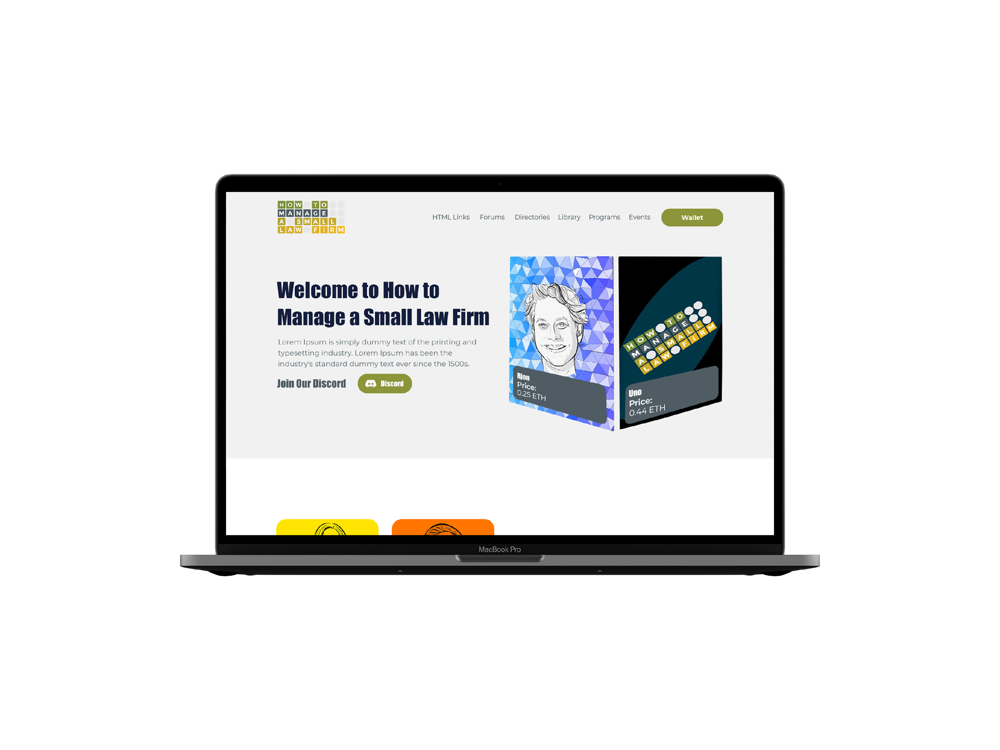 HOW TO
MANAGE
A SMALL
LAW FIRM
HTML Links Forums Directories Library Programs Events Wallet
Welcome to How to
Manage a Small Law Firm
Lorem Ipsum is simply dummy text of the printing and
typesetting industry. Lorem Ipsum has been the
industry's standard dummy text ever since the 1500s.
Join Our Discord Discord
Rjon
Price:
0.25 ETH
HOW TO
MANAGE
A SMALL
LAW FIRM
Uno
Price:
0.44 ETH
MacBook Pro